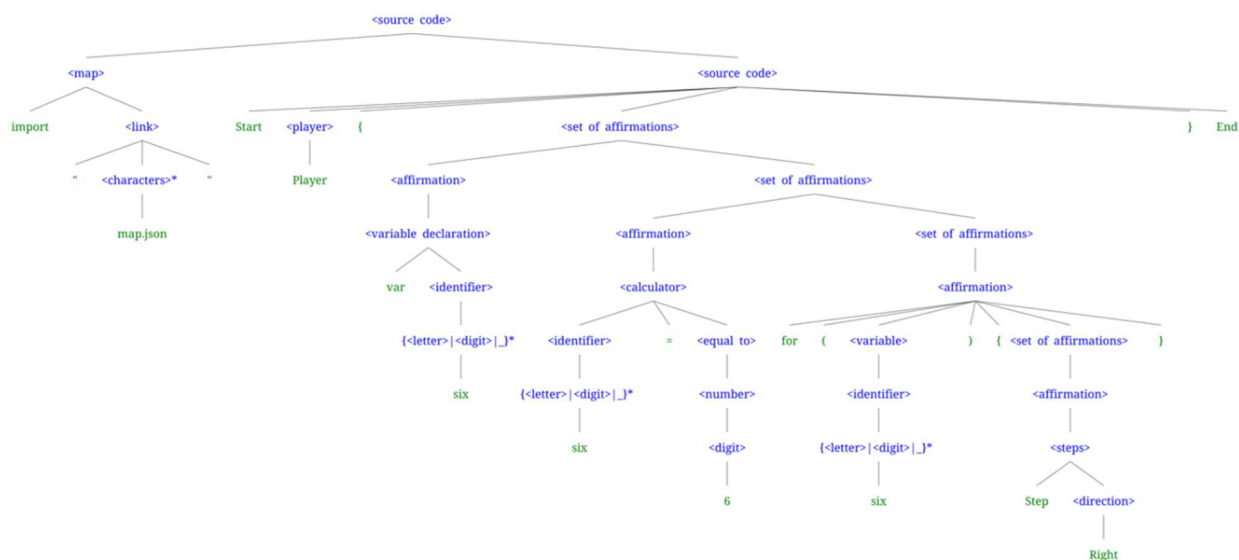 <source code>
<map> <source code>
import <link> Start <player> { <set of affirmations> } End
" <characters>* " Player <affirmation> <set of affirmations>
map.json <variable declaration> <affirmation> <set of affirmations>
var <identifier> <calculator> <affirmation>
{<letter>|<digit>|_}* <identifier> = <equal to> for ( <variable> ) { <set of affirmations> }
six {<letter>|<digit>|_}* <number> <identifier> <affirmation>
six <digit> {<letter>|<digit>|_}* <steps>
6 six Step <direction>
Right